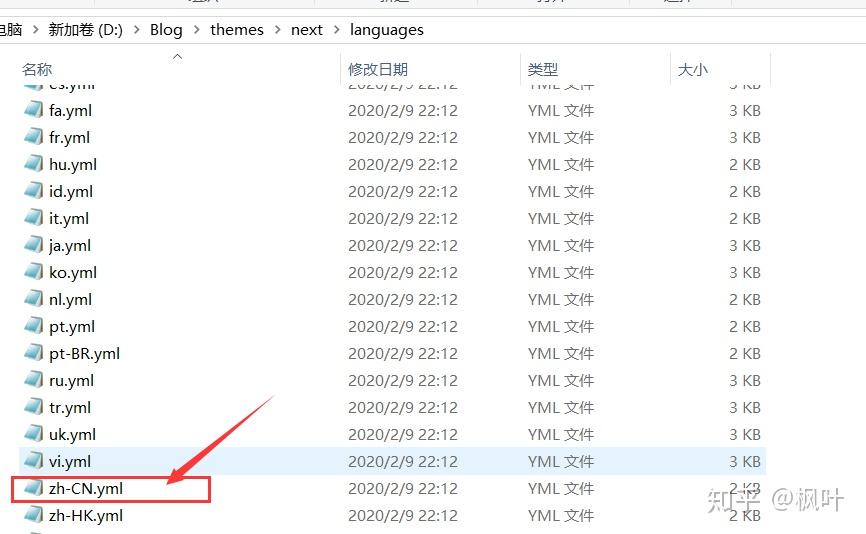 电脑 > 新加卷 (D:) > Blog > themes > next > languages
名称 修改日期 类型 大小
es.yml 2020/2/9 22:12 YML 文件 3 KB
fa.yml 2020/2/9 22:12 YML 文件 3 KB
fr.yml 2020/2/9 22:12 YML 文件 3 KB
hu.yml 2020/2/9 22:12 YML 文件 2 KB
id.yml 2020/2/9 22:12 YML 文件 2 KB
it.yml 2020/2/9 22:12 YML 文件 2 KB
ja.yml 2020/2/9 22:12 YML 文件 3 KB
ko.yml 2020/2/9 22:12 YML 文件 2 KB
nl.yml 2020/2/9 22:12 YML 文件 2 KB
pt.yml 2020/2/9 22:12 YML 文件 2 KB
pt-BR.yml 2020/2/9 22:12 YML 文件 2 KB
ru.yml 2020/2/9 22:12 YML 文件 3 KB
tr.yml 2020/2/9 22:12 YML 文件 3 KB
uk.yml 2020/2/9 22:12 YML 文件 3 KB
vi.yml 2020/2/9 22:12 YML 文件 3 KB
zh-CN.yml 2020/2/9 22:12 YML 文件 2 KB
zh-HK.yml 2020/2/9 22:12 YML 文件 2 KB
知乎 @枫叶